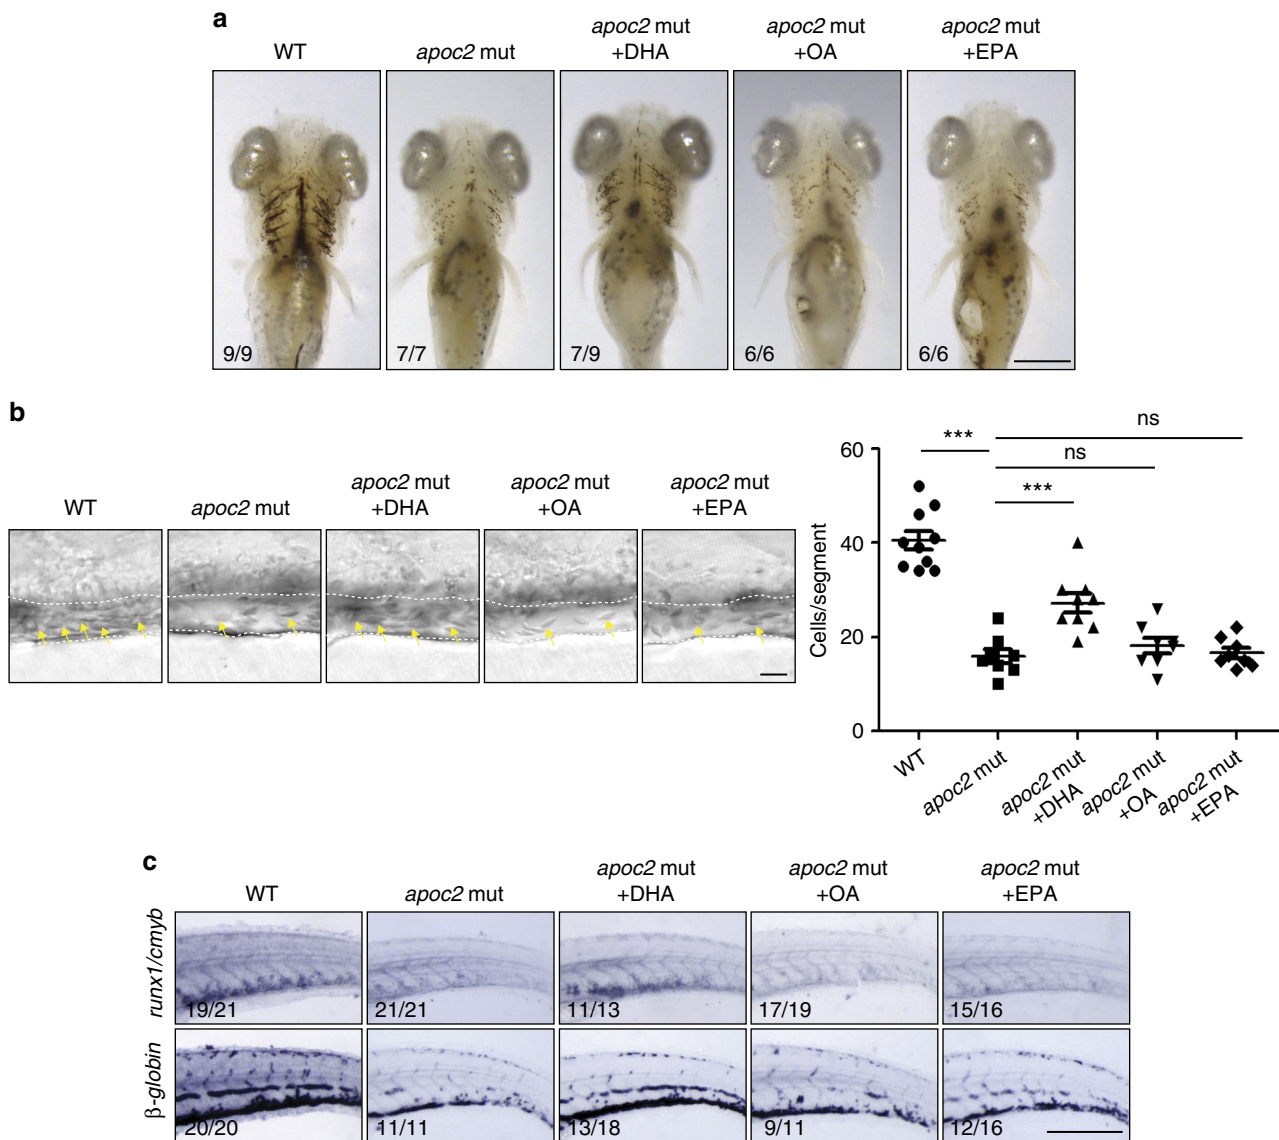 a
WT
apoc2 mut
apoc2 mut
+DHA
apoc2 mut
+OA
apoc2 mut
+EPA
9/9
7/7
7/9
6/6
6/6
b
WT
apoc2 mut
apoc2 mut
+DHA
apoc2 mut
+OA
apoc2 mut
+EPA
ns
***
ns
***
60
40
20
0
Cells/segment
WT
apoc2 mut
apoc2 mut
+DHA
apoc2 mut
+OA
apoc2 mut
+EPA
c
WT
apoc2 mut
apoc2 mut
+DHA
apoc2 mut
+OA
apoc2 mut
+EPA
runx1/cmyb
19/21
21/21
11/13
17/19
15/16
β-globin
20/20
11/11
13/18
9/11
12/16